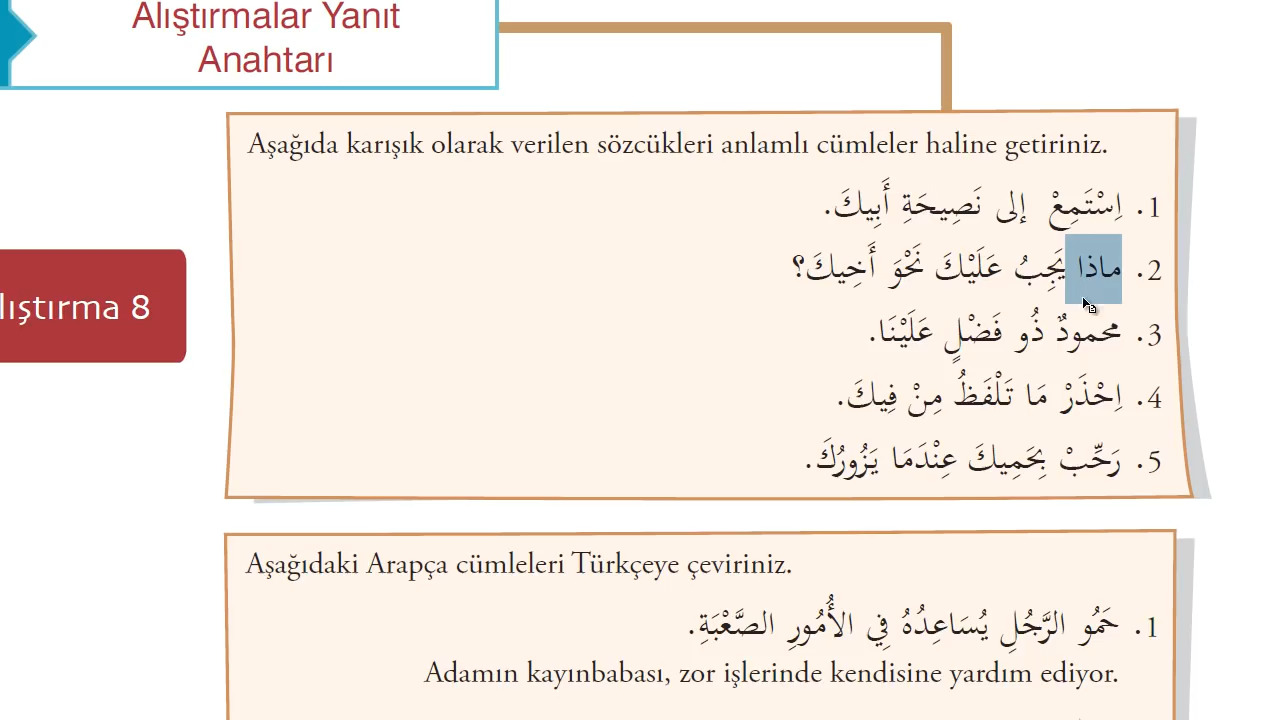 Alıştırmalar Yanıt
Anahtarı
Aşağıda karışık olarak verilen sözcükleri anlamlı cümleler haline getiriniz.
1. اِسْتَمِعْ إلى نَصِيحَةِ أَبِيكَ.
2. ماذا يَجِبُ عَلَيْكَ نَحْوَ أَخِيكَ؟
lıştırma 8
3. محمودٌ ذُو فَضْلٍ عَلَيْنَا.
4. اِحْذَرْ مَا تَلْفَظُ مِنْ فِيكَ.
5. رَحِّبْ بِحَمِيكَ عِنْدَمَا يَزُورُكَ.
Aşağıdaki Arapça cümleleri Türkçeye çeviriniz.
1. حَمُو الرَّجُلِ يُسَاعِدُهُ فِي الأُمُورِ الصَّعْبَةِ.
Adamın kayınbabası, zor işlerinde kendisine yardım ediyor.